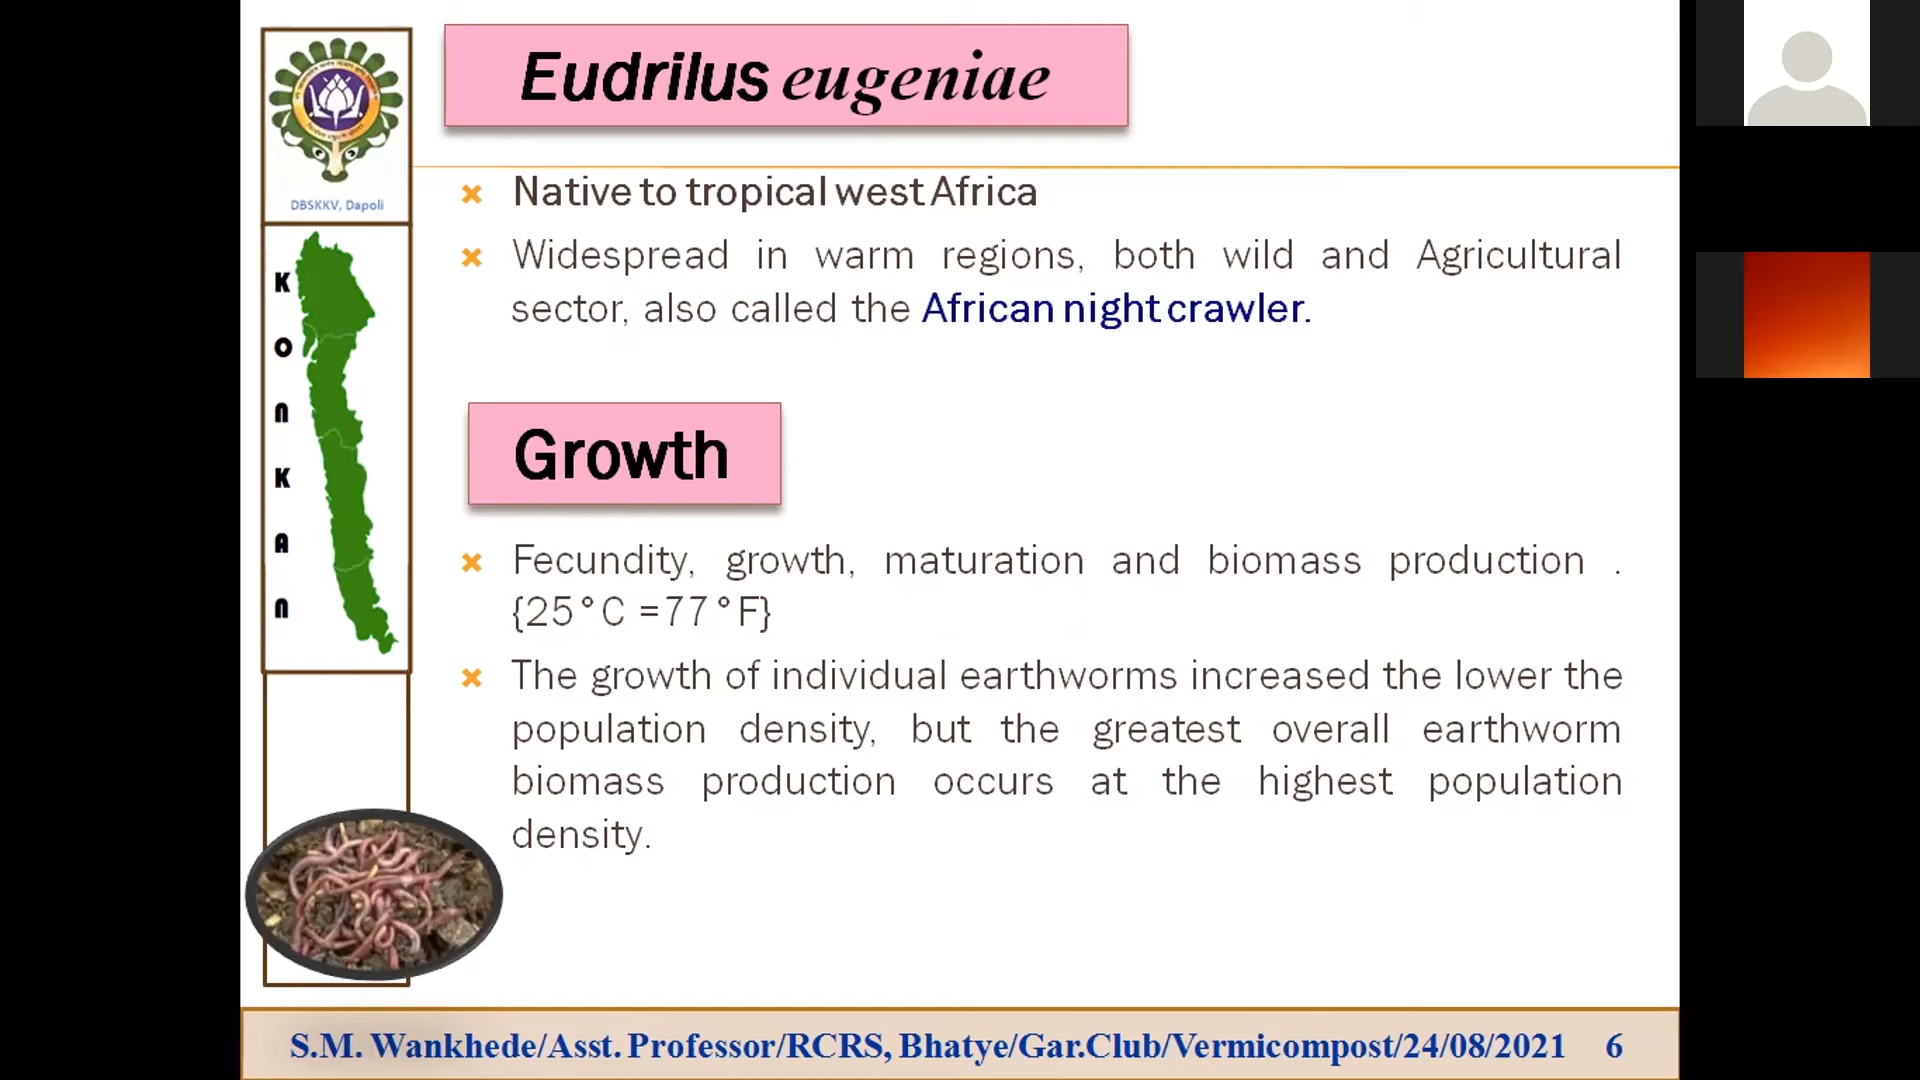 Eudrilus eugeniae
DBSKKV, Dapoli
Native to tropical west Africa
Widespread in warm regions, both wild and Agricultural
sector, also called the African night crawler.
KONKAN
Growth
Fecundity, growth, maturation and biomass production .
{25°C =77°F}
The growth of individual earthworms increased the lower the
population density, but the greatest overall earthworm
biomass production occurs at the highest population
density.
S.M. Wankhede/Asst. Professor/RCRS, Bhatye/Gar.Club/Vermicompost/24/08/2021 6